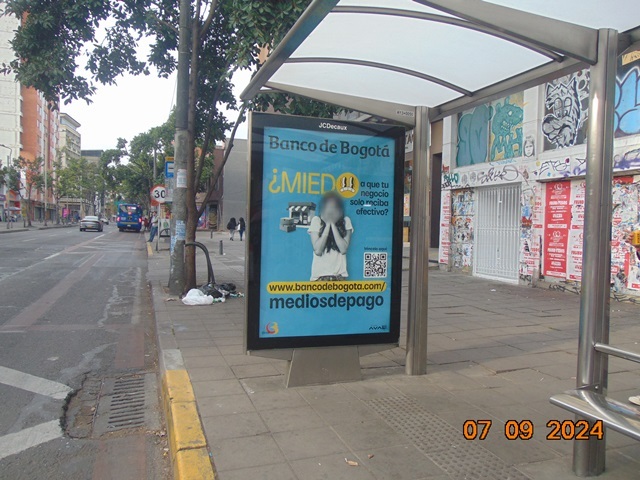 JCDecaux
Banco de Bogotá
¿MIEDO
a que tu
negocio
solo reciba
efectivo?
www.bancodebogota.com/
mediosdepago
30
07 09 2024